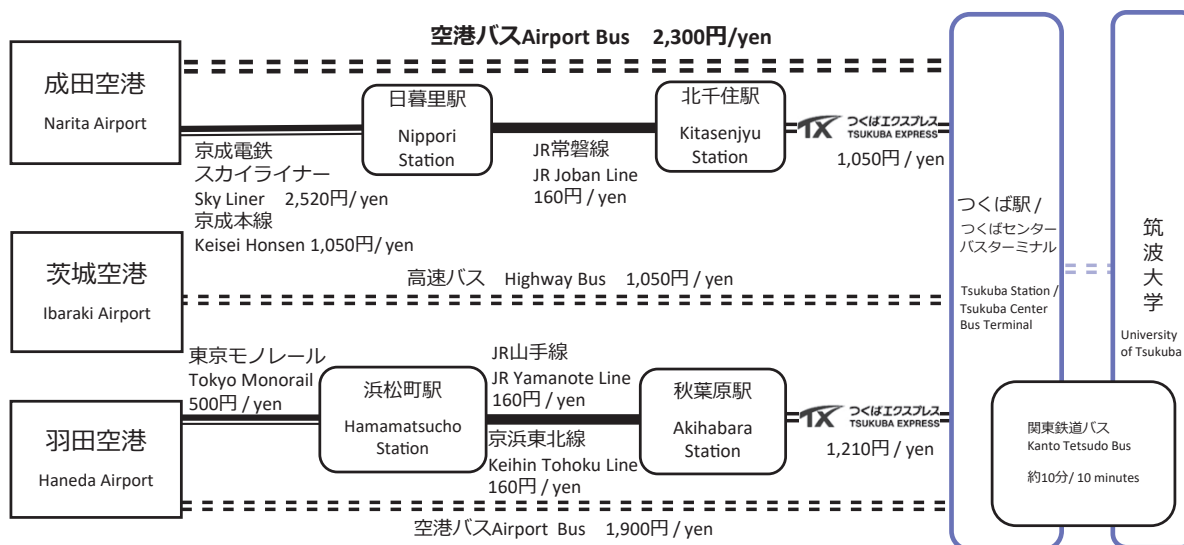 空港バスAirport Bus 2,300円/yen
成田空港
Narita Airport
日暮里駅
Nippori
Station
北千住駅
Kitasenjyu
Station
TX つくばエクスプレス
TSUKUBA EXPRESS
1,050円 / yen
京成電鉄
スカイライナー
Sky Liner 2,520円/ yen
京成本線
Keisei Honsen 1,050円/ yen
JR常磐線
JR Joban Line
160円 / yen
茨城空港
Ibaraki Airport
高速バス Highway Bus 1,050円 / yen
つくば駅 /
つくばセンター
バスターミナル
Tsukuba Station /
Tsukuba Center
Bus Terminal
筑波大学
University
of Tsukuba
東京モノレール
Tokyo Monorail
500円 / yen
羽田空港
Haneda Airport
浜松町駅
Hamamatsucho
Station
JR山手線
JR Yamanote Line
160円 / yen
京浜東北線
Keihin Tohoku Line
160円 / yen
秋葉原駅
Akihabara
Station
TX つくばエクスプレス
TSUKUBA EXPRESS
1,210円 / yen
関東鉄道バス
Kanto Tetsudo Bus
約10分/ 10 minutes
空港バスAirport Bus 1,900円 / yen